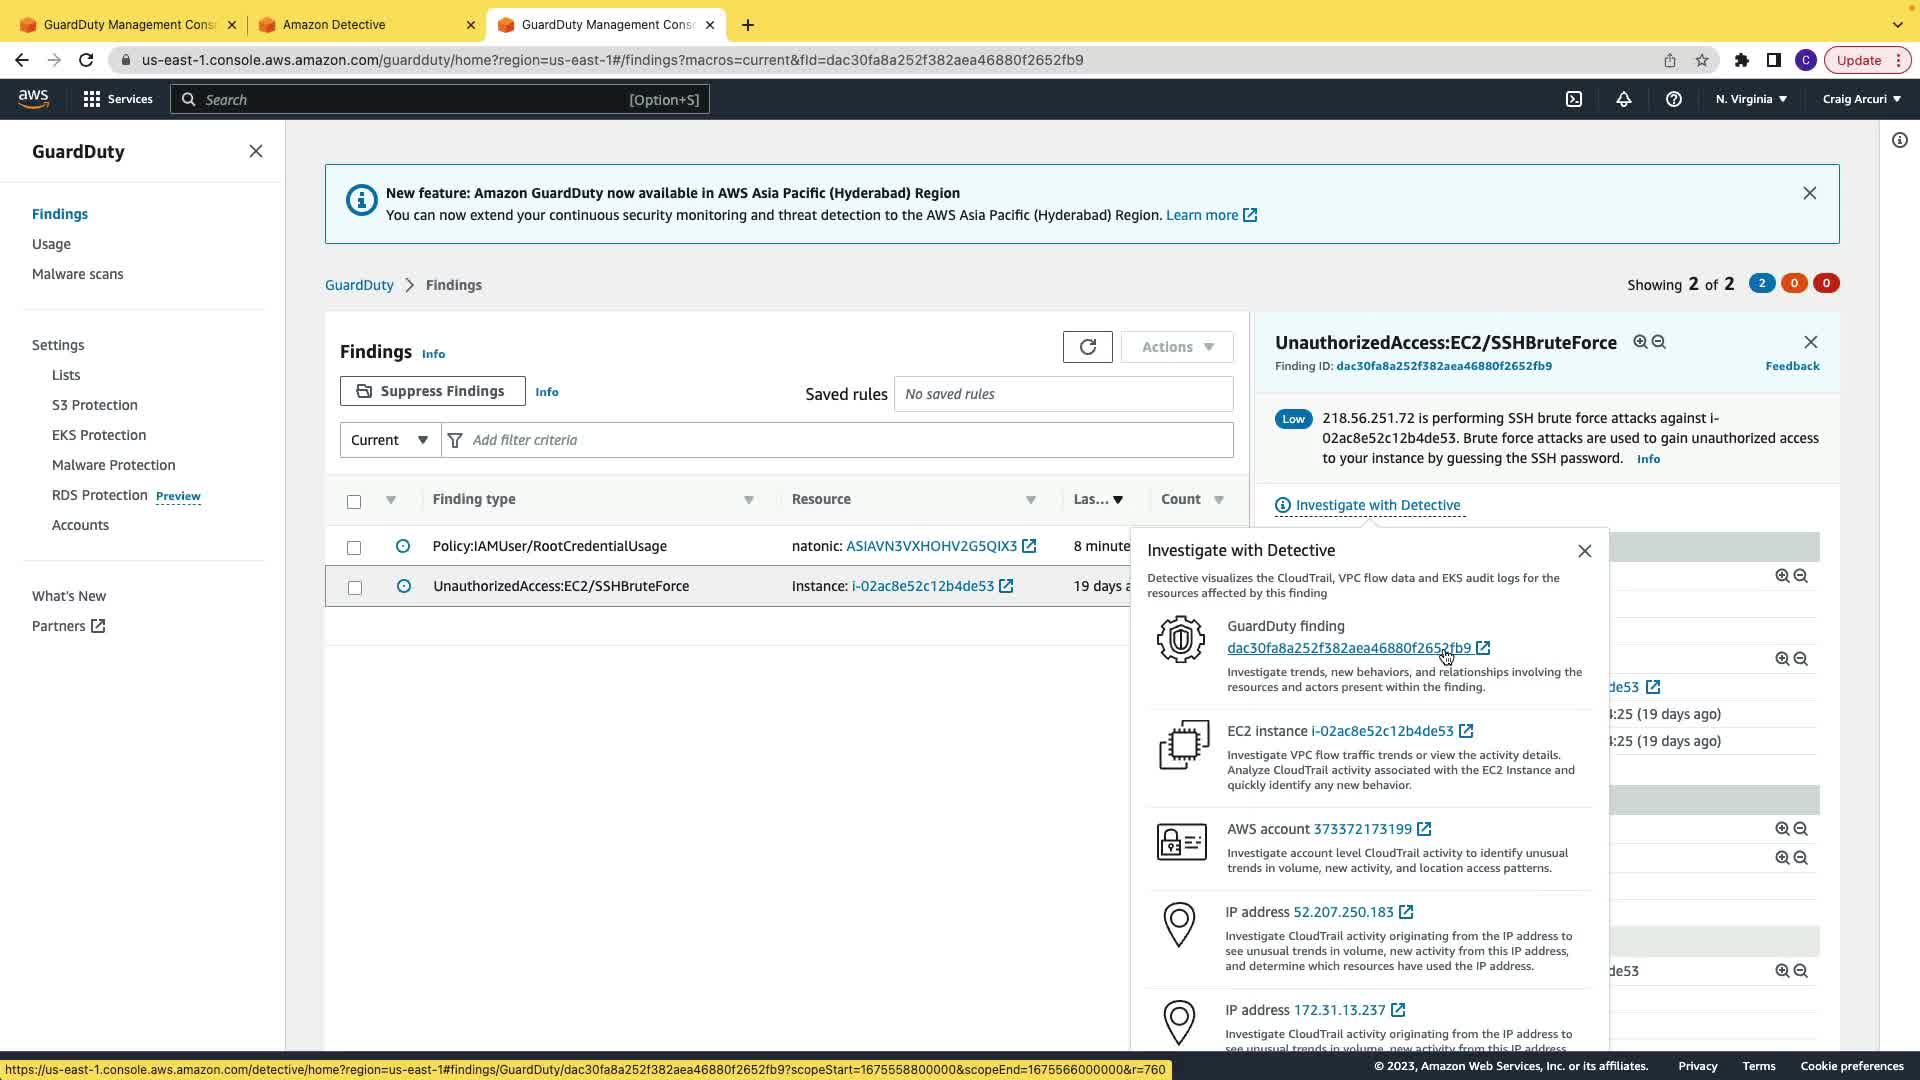 GuardDuty Management Cons
Amazon Detective
GuardDuty Management Cons
us-east-1.console.aws.amazon.com/guardduty/home?region=us-east-1#/findings?macros=current&fId=dac30fa8a252f382aea46880f2652fb9
C
Update
aws
Services
Search
[Option+S]
N. Virginia
Craig Arcuri
GuardDuty
Findings
Usage
Malware scans
Settings
Lists
S3 Protection
EKS Protection
Malware Protection
RDS Protection Preview
Accounts
What's New
Partners
New feature: Amazon GuardDuty now available in AWS Asia Pacific (Hyderabad) Region
You can now extend your continuous security monitoring and threat detection to the AWS Asia Pacific (Hyderabad) Region. Learn more
GuardDuty > Findings
Showing 2 of 2 2 0 0
Findings Info
Actions
Suppress Findings Info
Saved rules No saved rules
Current Add filter criteria
Finding type Resource Las... Count
Policy:IAMUser/RootCredentialUsage natonic: ASIAVN3VXHOHV2G5QIX3 8 minute
UnauthorizedAccess:EC2/SSHBruteForce Instance: i-02ac8e52c12b4de53 19 days a
UnauthorizedAccess:EC2/SSHBruteForce
Finding ID: dac30fa8a252f382aea46880f2652fb9 Feedback
Low 218.56.251.72 is performing SSH brute force attacks against i-
02ac8e52c12b4de53. Brute force attacks are used to gain unauthorized access
to your instance by guessing the SSH password. Info
Investigate with Detective
Investigate with Detective
Detective visualizes the CloudTrail, VPC flow data and EKS audit logs for the
resources affected by this finding
GuardDuty finding
dac30fa8a252f382aea46880f2652fb9
Investigate trends, new behaviors, and relationships involving the
resources and actors present within the finding.
EC2 instance i-02ac8e52c12b4de53
Investigate VPC flow traffic trends or view the activity details.
Analyze CloudTrail activity associated with the EC2 Instance and
quickly identify any new behavior.
AWS account 373372173199
Investigate account level CloudTrail activity to identify unusual
trends in volume, new activity, and location access patterns.
IP address 52.207.250.183
Investigate CloudTrail activity originating from the IP address to
see unusual trends in volume, new activity from this IP address,
and determine which resources have used the IP address.
IP address 172.31.13.237
Investigate CloudTrail activity originating from the IP address to
see unusual trends in volume, new activity from this IP address,
de53
4:25 (19 days ago)
4:25 (19 days ago)
de53
https://us-east-1.console.aws.amazon.com/detective/home?region=us-east-1#findings/GuardDuty/dac30fa8a252f382aea46880f2652fb9?scopeStart=1675558800000&scopeEnd=1675566000000&r=760
© 2023, Amazon Web Services, Inc. or its affiliates. Privacy Terms Cookie preferences